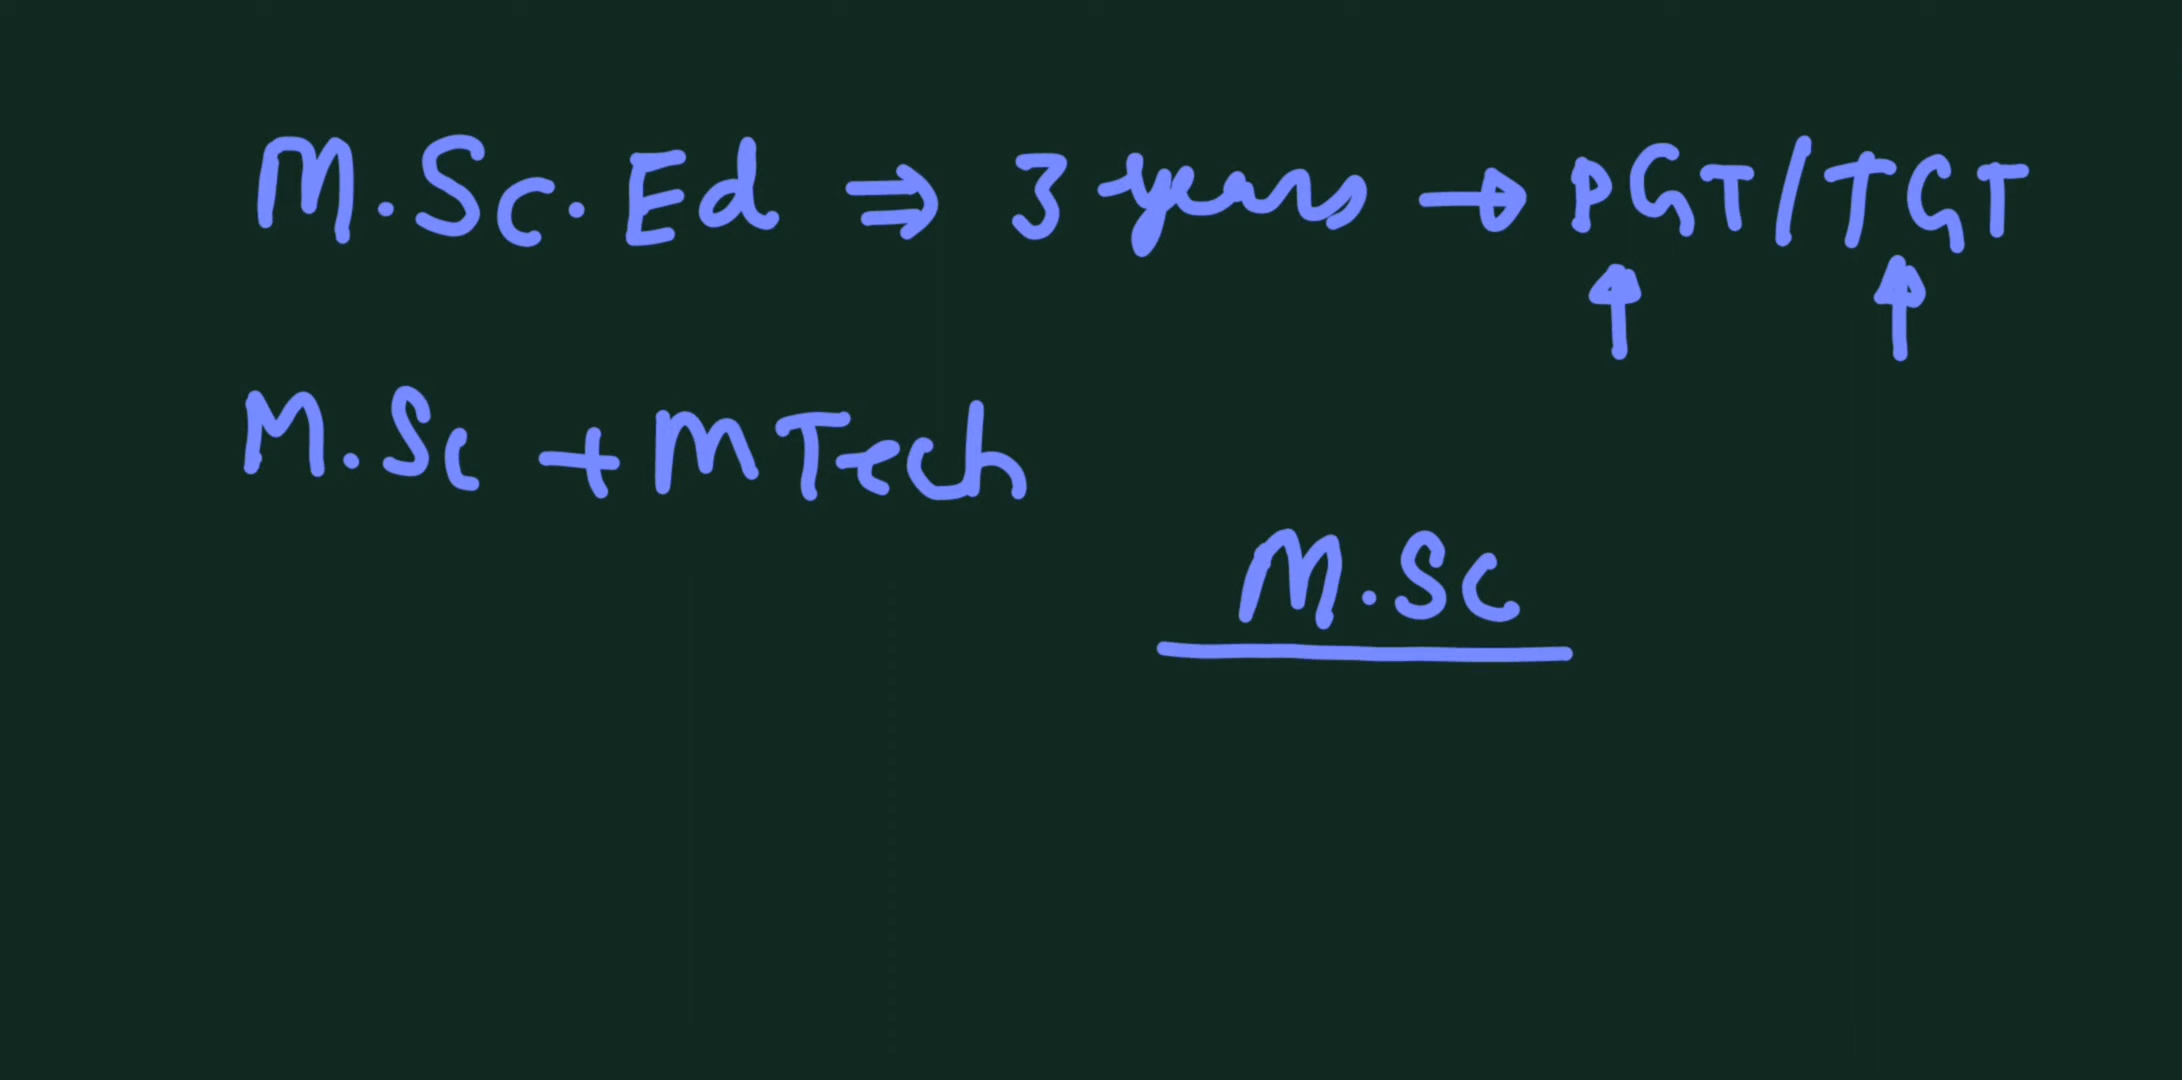 M.Sc.Ed ⇒ 3 years → PGT/TGT
M.Sc + MTech
M.Sc